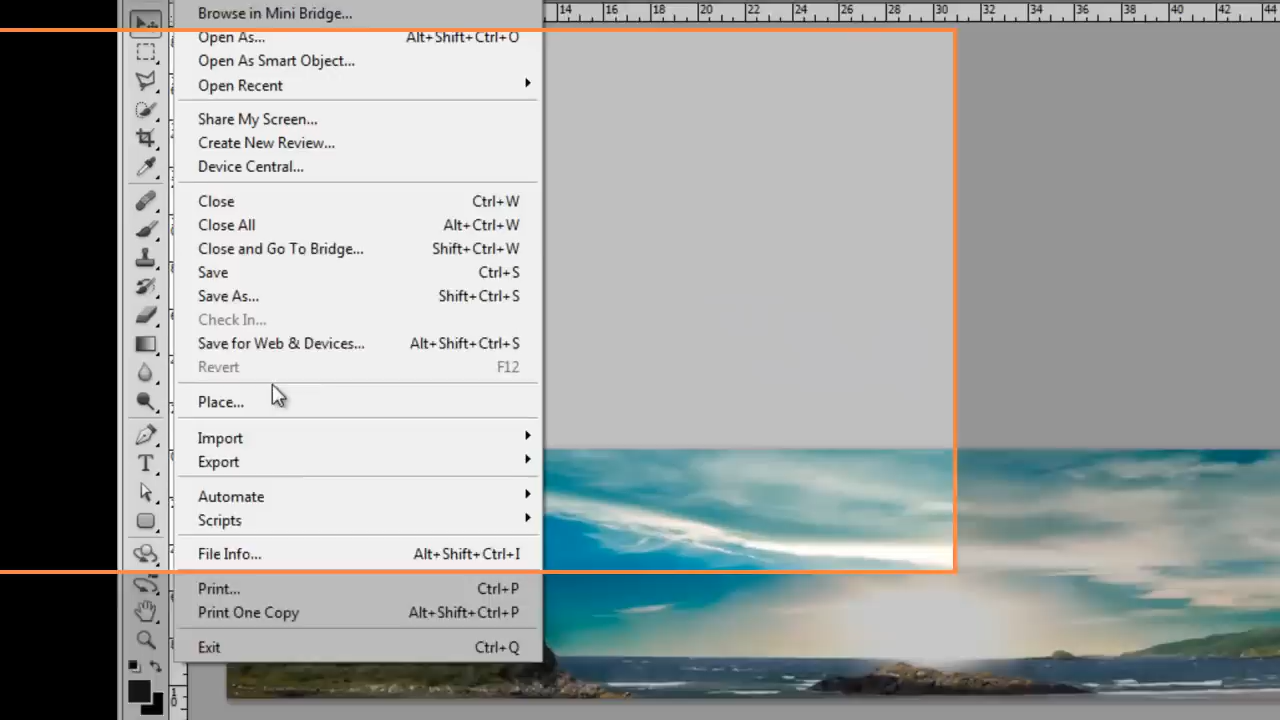 14 16 18 20 22 24 26 28 30 32 34 36 38 40 42 44
Browse in Mini Bridge...
Open As... Alt+Shift+Ctrl+O
Open As Smart Object...
Open Recent
Share My Screen...
Create New Review...
Device Central...
Close Ctrl+W
Close All Alt+Ctrl+W
Close and Go To Bridge... Shift+Ctrl+W
Save Ctrl+S
Save As... Shift+Ctrl+S
Check In...
Save for Web & Devices... Alt+Shift+Ctrl+S
Revert F12
Place...
Import
Export
Automate
Scripts
File Info... Alt+Shift+Ctrl+I
Print... Ctrl+P
Print One Copy Alt+Shift+Ctrl+P
Exit Ctrl+Q